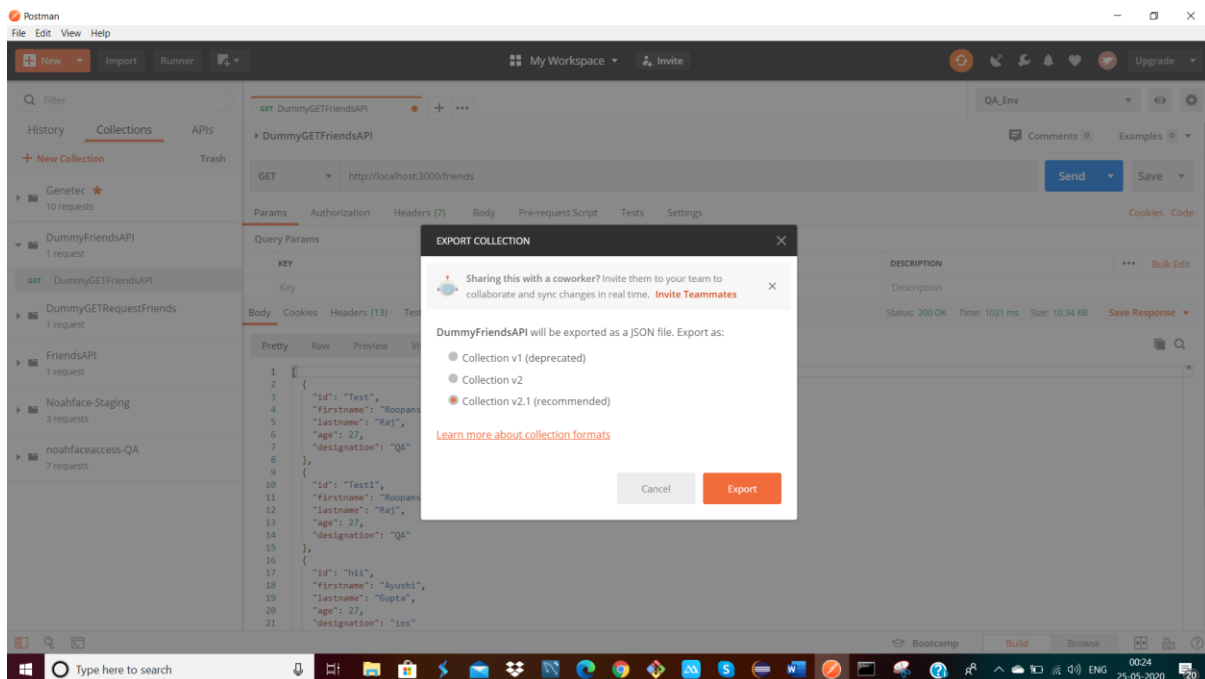 Postman
File Edit View Help
New Import Runner My Workspace Invite Upgrade
Filter
History Collections APIs
+ New Collection Trash
Genetec
10 requests
DummyFriendsAPI
1 request
GET DummyGETFriendsAPI
DummyGETRequestFriends
1 request
FriendsAPI
1 request
Noahface-Staging
3 requests
noahfaceaccess-QA
7 requests
GET DummyGETFriendsAPI
QA_Env
DummyGETFriendsAPI Comments 0 Examples 0
GET http://localhost:3000/friends Send Save
Params Authorization Headers (7) Body Pre-request Script Tests Settings Cookies Code
Query Params
KEY DESCRIPTION Bulk Edit
Key Description
Body Cookies Headers (13) Status: 200 OK Time: 1021 ms Size: 10.34 KB Save Response
Pretty Raw Preview
1 [
2 {
3 "id": "Test",
4 "firstname": "Roopans
5 "lastname": "Raj",
6 "age": 27,
7 "designation": "QA"
8 },
9 {
10 "id": "Test1",
11 "firstname": "Roopans
12 "lastname": "Raj",
13 "age": 27,
14 "designation": "QA"
15 },
16 {
17 "id": "hii",
18 "firstname": "Ayushi",
19 "lastname": "Gupta",
20 "age": 27,
21 "designation": "ios"
EXPORT COLLECTION
Sharing this with a coworker? Invite them to your team to
collaborate and sync changes in real time. Invite Teammates
DummyFriendsAPI will be exported as a JSON file. Export as:
Collection v1 (deprecated)
Collection v2
Collection v2.1 (recommended)
Learn more about collection formats
Cancel Export
Bootcamp Build Browse
Type here to search
ENG
00:24
25-05-2020
20